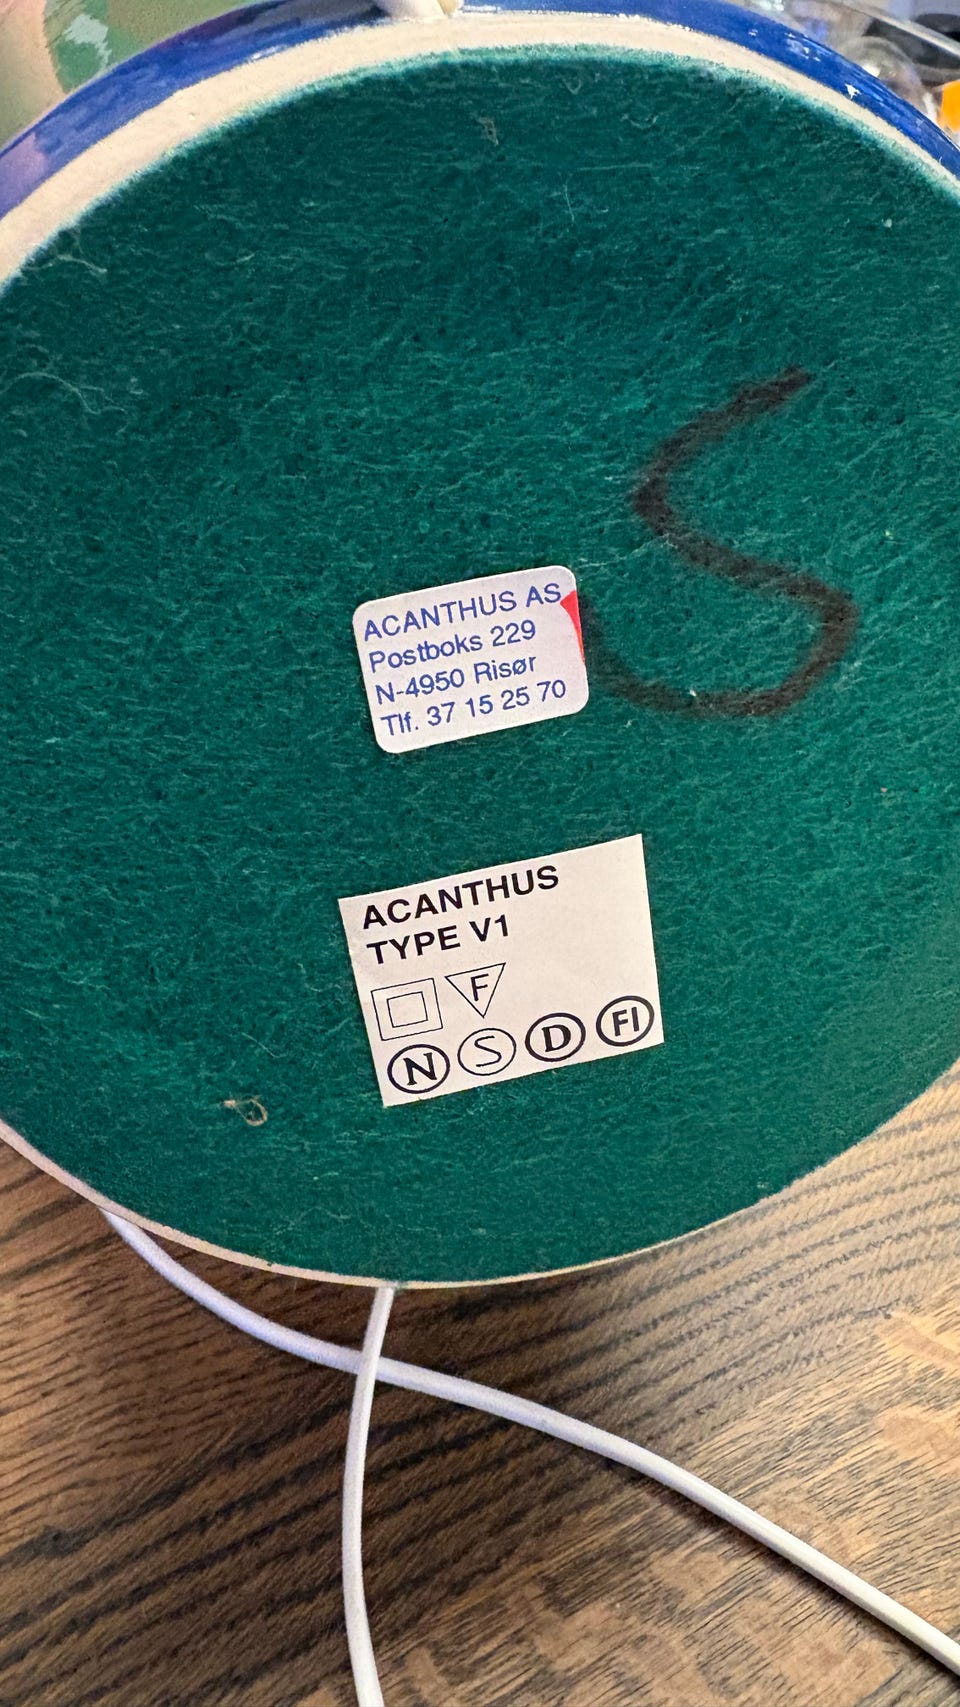 S
ACANTHUS AS
Postboks 229
N-4950 Risør
Tlf. 37 15 25 70
ACANTHUS
TYPE V1
F
N S D FI